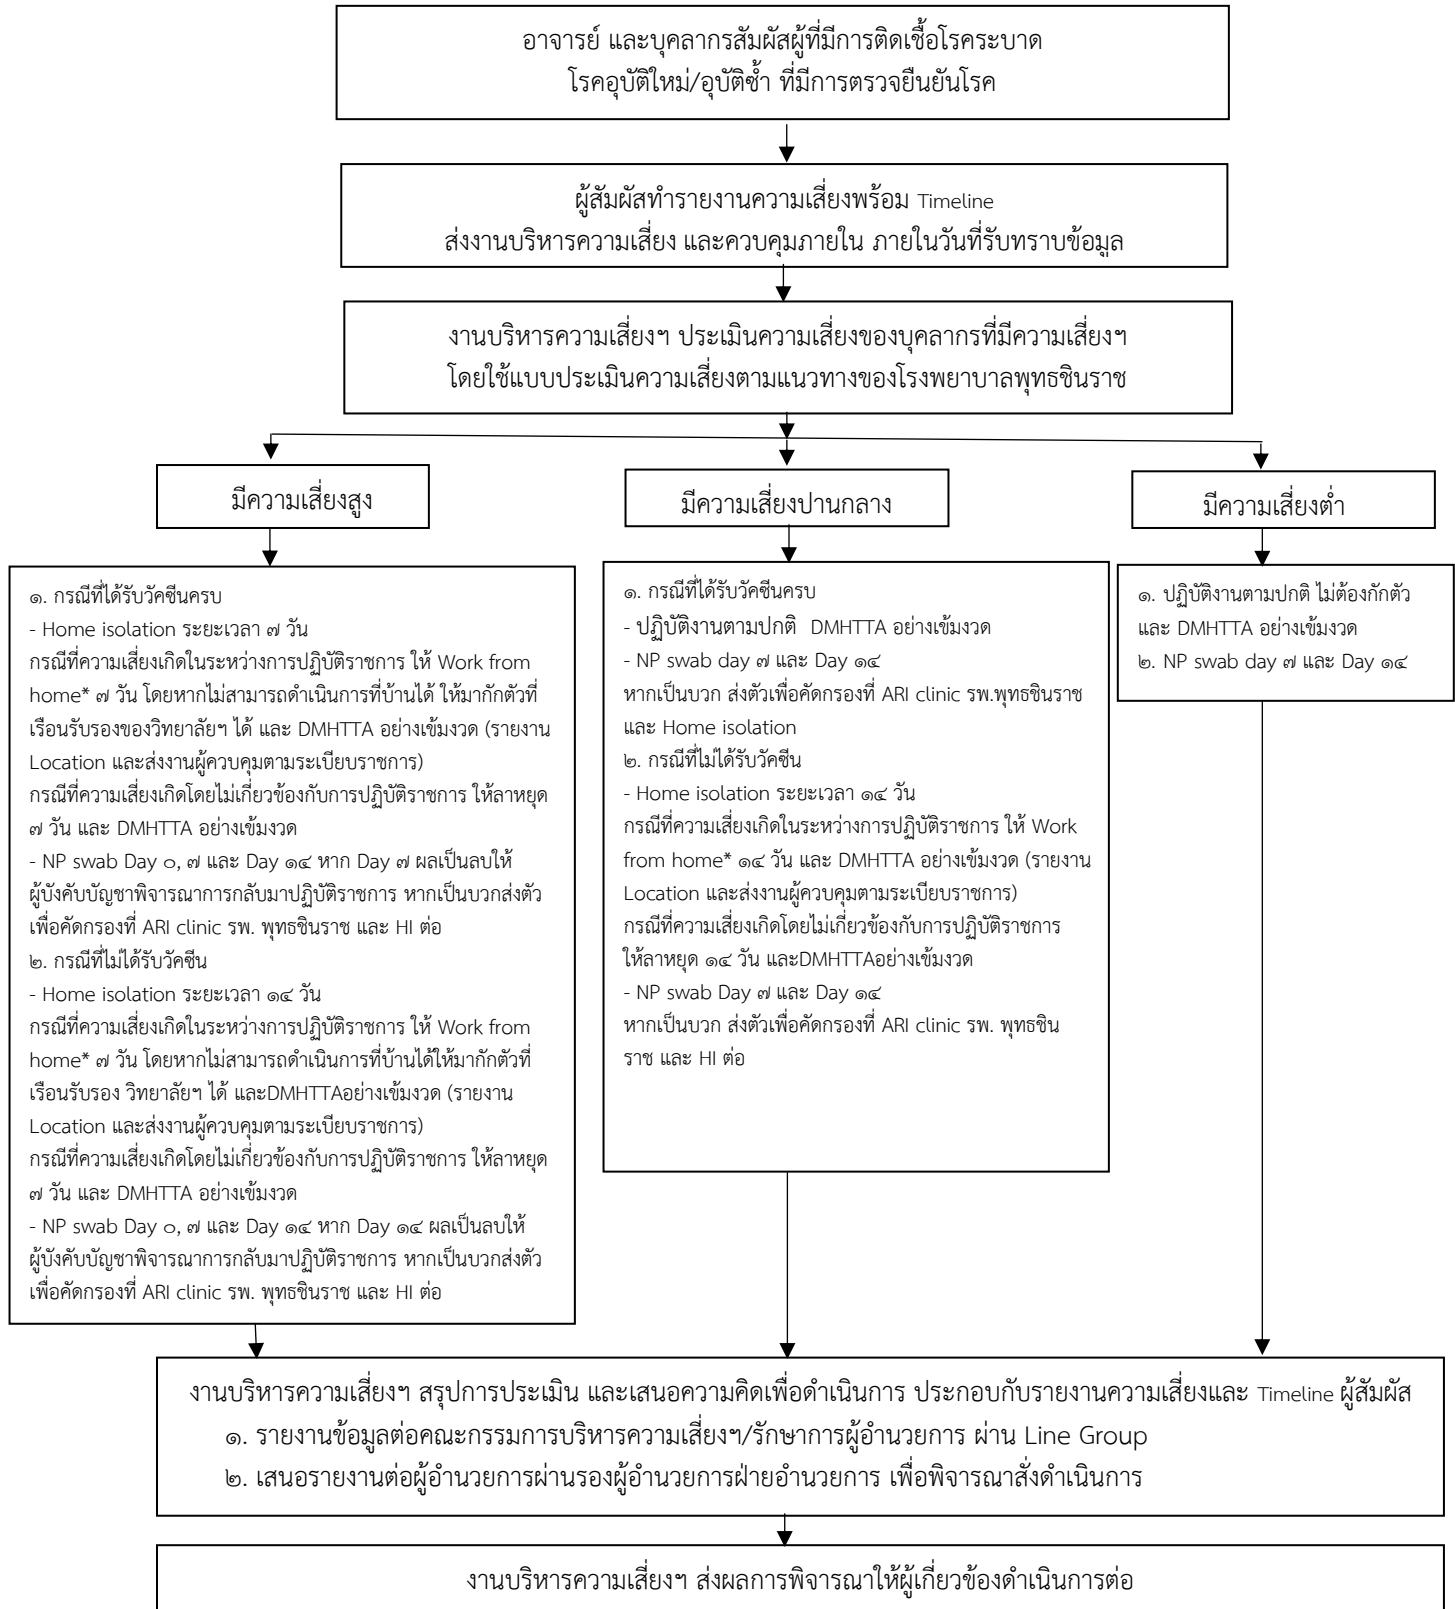 อาจารย์ และบุคลากรสัมผัสผู้ที่มีการติดเชื้อโรคระบาด
โรคอุบัติใหม่/อุบัติซ้ำ ที่มีการตรวจยืนยันโรค
ผู้สัมผัสทำรายงานความเสี่ยงพร้อม Timeline
ส่งงานบริหารความเสี่ยง และควบคุมภายใน ภายในวันที่รับทราบข้อมูล
งานบริหารความเสี่ยงฯ ประเมินความเสี่ยงของบุคลากรที่มีความเสี่ยงฯ
โดยใช้แบบประเมินความเสี่ยงตามแนวทางของโรงพยาบาลพุทธชินราช
มีความเสี่ยงสูง
๑. กรณีที่ได้รับวัคซีนครบ
- Home isolation ระยะเวลา ๗ วัน
กรณีที่ความเสี่ยงเกิดในระหว่างการปฏิบัติราชการ ให้ Work from
home* ๗ วัน โดยหากไม่สามารถดำเนินการที่บ้านได้ ให้มากักตัวที่
เรือนรับรองของวิทยาลัยฯ ได้ และ DMHTTA อย่างเข้มงวด (รายงาน
Location และส่งงานผู้ควบคุมตามระเบียบราชการ)
กรณีที่ความเสี่ยงเกิดโดยไม่เกี่ยวข้องกับการปฏิบัติราชการ ให้ลาหยุด
๗ วัน และ DMHTTA อย่างเข้มงวด
- NP swab Day ๐, ๗ และ Day ๑๔ หาก Day ๗ ผลเป็นลบให้
ผู้บังคับบัญชาพิจารณาการกลับมาปฏิบัติราชการ หากเป็นบวกส่งตัว
เพื่อคัดกรองที่ ARI clinic รพ. พุทธชินราช และ HI ต่อ
๒. กรณีที่ไม่ได้รับวัคซีน
- Home isolation ระยะเวลา ๑๔ วัน
กรณีที่ความเสี่ยงเกิดในระหว่างการปฏิบัติราชการ ให้ Work from
home* ๗ วัน โดยหากไม่สามารถดำเนินการที่บ้านได้ให้มากักตัวที่
เรือนรับรอง วิทยาลัยฯ ได้ และDMHTTAอย่างเข้มงวด (รายงาน
Location และส่งงานผู้ควบคุมตามระเบียบราชการ)
กรณีที่ความเสี่ยงเกิดโดยไม่เกี่ยวข้องกับการปฏิบัติราชการ ให้ลาหยุด
๗ วัน และ DMHTTA อย่างเข้มงวด
- NP swab Day ๐, ๗ และ Day ๑๔ หาก Day ๑๔ ผลเป็นลบให้
ผู้บังคับบัญชาพิจารณาการกลับมาปฏิบัติราชการ หากเป็นบวกส่งตัว
เพื่อคัดกรองที่ ARI clinic รพ. พุทธชินราช และ HI ต่อ
มีความเสี่ยงปานกลาง
๑. กรณีที่ได้รับวัคซีนครบ
- ปฏิบัติงานตามปกติ DMHTTA อย่างเข้มงวด
- NP swab day ๗ และ Day ๑๔
หากเป็นบวก ส่งตัวเพื่อคัดกรองที่ ARI clinic รพ.พุทธชินราช
และ Home isolation
๒. กรณีที่ไม่ได้รับวัคซีน
- Home isolation ระยะเวลา ๑๔ วัน
กรณีที่ความเสี่ยงเกิดในระหว่างการปฏิบัติราชการ ให้ Work
from home* ๑๔ วัน และ DMHTTA อย่างเข้มงวด (รายงาน
Location และส่งงานผู้ควบคุมตามระเบียบราชการ)
กรณีที่ความเสี่ยงเกิดโดยไม่เกี่ยวข้องกับการปฏิบัติราชการ
ให้ลาหยุด ๑๔ วัน และDMHTTAอย่างเข้มงวด
- NP swab Day ๗ และ Day ๑๔
หากเป็นบวก ส่งตัวเพื่อคัดกรองที่ ARI clinic รพ. พุทธชิน
ราช และ HI ต่อ
มีความเสี่ยงต่ำ
๑. ปฏิบัติงานตามปกติ ไม่ต้องกักตัว
และ DMHTTA อย่างเข้มงวด
๒. NP swab day ๗ และ Day ๑๔
งานบริหารความเสี่ยงฯ สรุปการประเมิน และเสนอความคิดเพื่อดำเนินการ ประกอบกับรายงานความเสี่ยงและ Timeline ผู้สัมผัส
๑. รายงานข้อมูลต่อคณะกรรมการบริหารความเสี่ยงฯ/รักษาการผู้อำนวยการ ผ่าน Line Group
๒. เสนอรายงานต่อผู้อำนวยการผ่านรองผู้อำนวยการฝ่ายอำนวยการ เพื่อพิจารณาสั่งดำเนินการ
งานบริหารความเสี่ยงฯ ส่งผลการพิจารณาให้ผู้เกี่ยวข้องดำเนินการต่อ